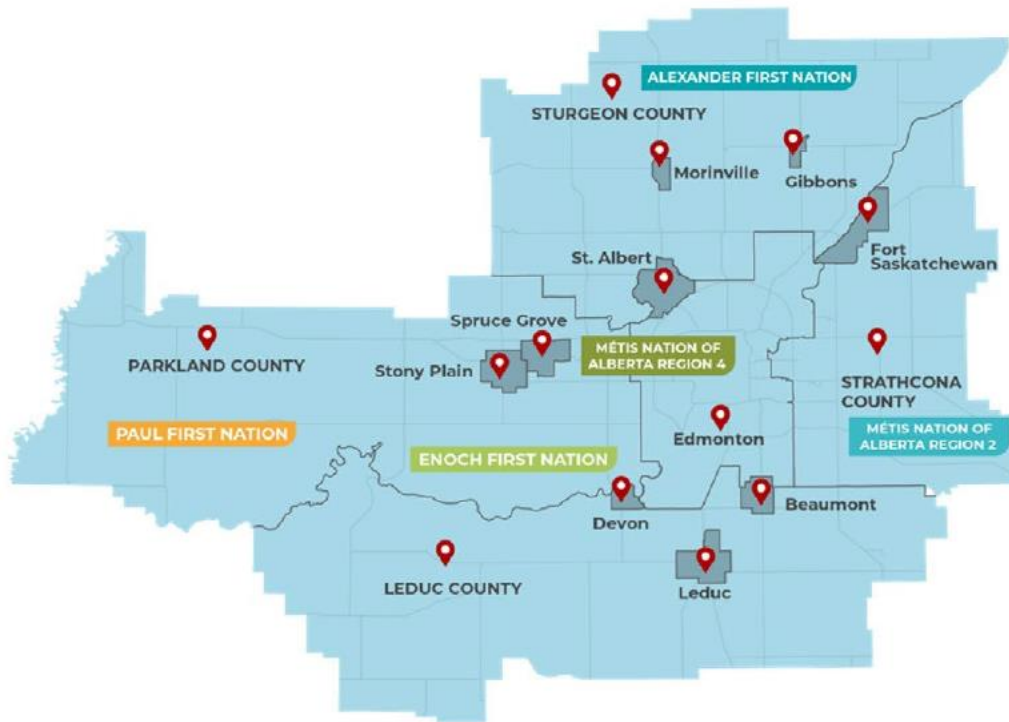 ALEXANDER FIRST NATION
STURGEON COUNTY
Morinville
Gibbons
St. Albert
Fort
Saskatchewan
Spruce Grove
MÉTIS NATION OF
ALBERTA REGION 4
PARKLAND COUNTY
Stony Plain
STRATHCONA
COUNTY
PAUL FIRST NATION
Edmonton
MÉTIS NATION OF
ALBERTA REGION 2
ENOCH FIRST NATION
Devon
Beaumont
LEDUC COUNTY
Leduc